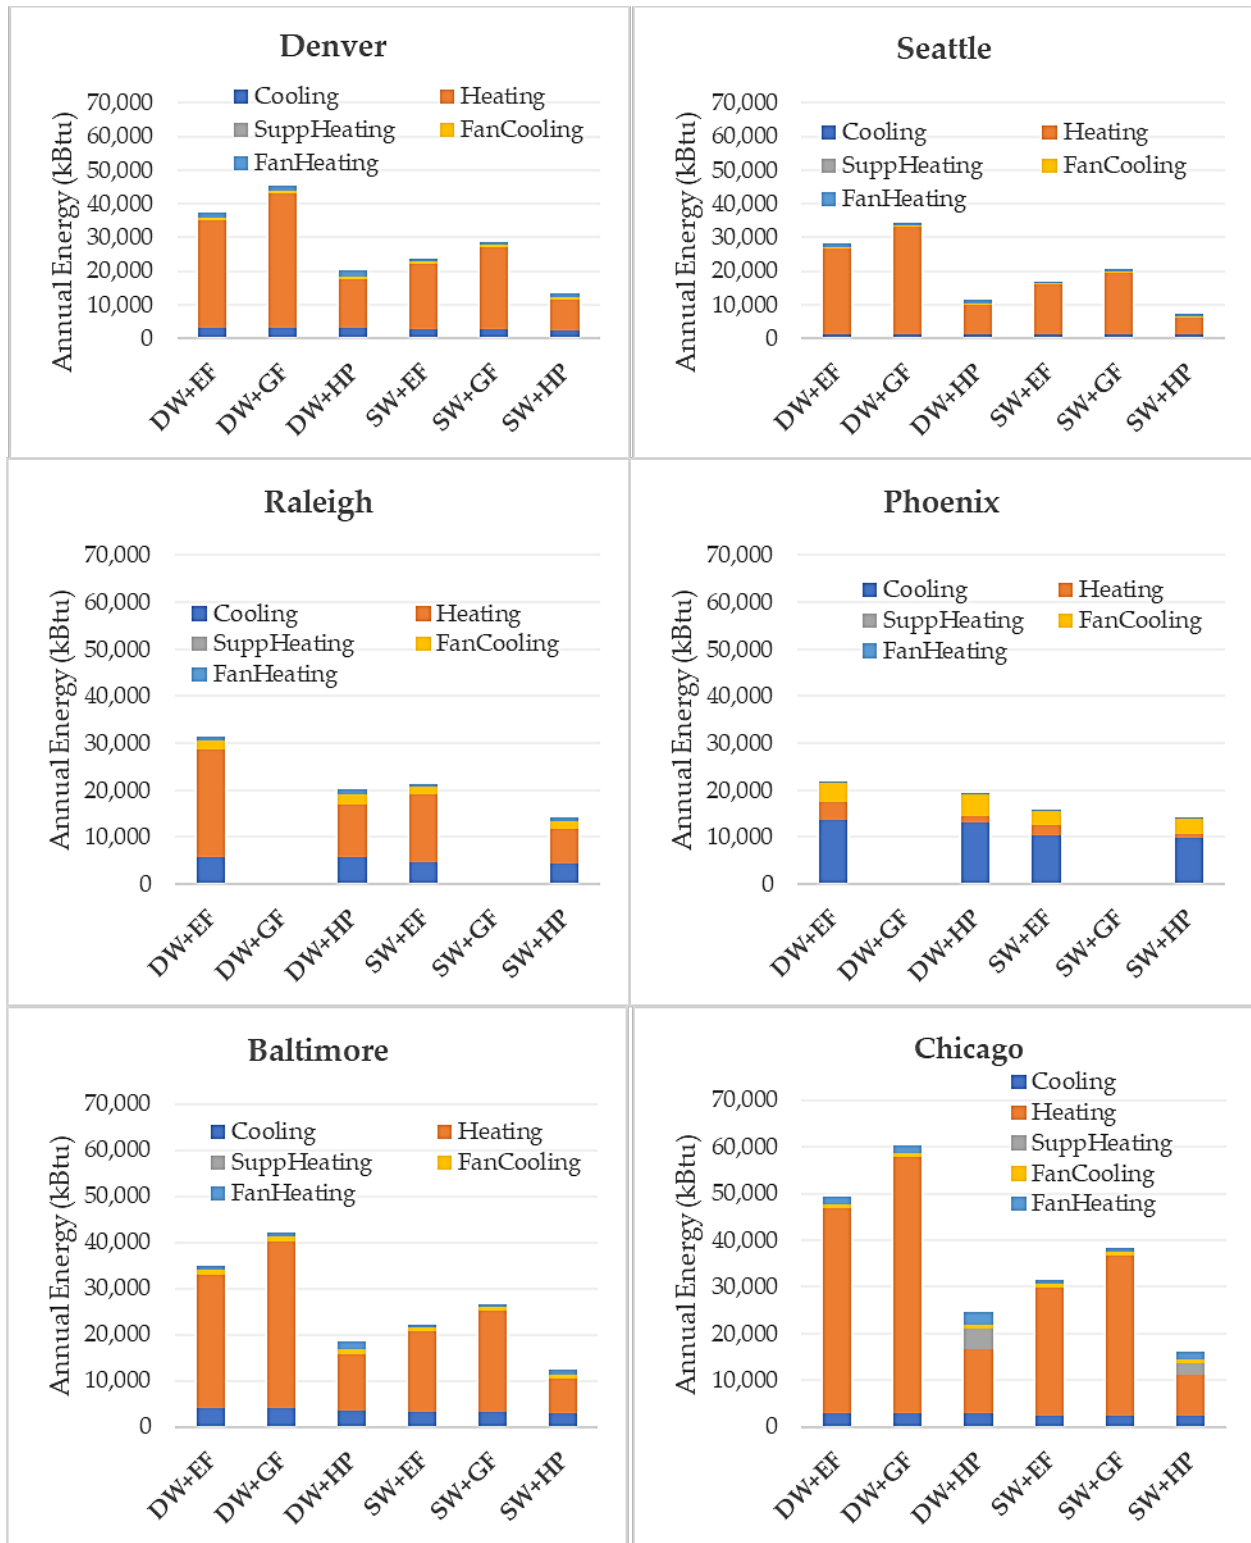 Denver
Annual Energy (kBtu)
70,000
60,000
50,000
40,000
30,000
20,000
10,000
0
Cooling Heating
SuppHeating FanCooling
FanHeating
DW+EF DW+GF DW+HP SW+EF SW+GF SW+HP
Seattle
Annual Energy (kBtu)
70,000
60,000
50,000
40,000
30,000
20,000
10,000
0
Cooling Heating
SuppHeating FanCooling
FanHeating
DW+EF DW+GF DW+HP SW+EF SW+GF SW+HP
Raleigh
Annual Energy (kBtu)
70,000
60,000
50,000
40,000
30,000
20,000
10,000
0
Cooling Heating
SuppHeating FanCooling
FanHeating
DW+EF DW+GF DW+HP SW+EF SW+GF SW+HP
Phoenix
Annual Energy (kBtu)
70,000
60,000
50,000
40,000
30,000
20,000
10,000
0
Cooling Heating
SuppHeating FanCooling
FanHeating
DW+EF DW+GF DW+HP SW+EF SW+GF SW+HP
Baltimore
Annual Energy (kBtu)
70,000
60,000
50,000
40,000
30,000
20,000
10,000
0
Cooling Heating
SuppHeating FanCooling
FanHeating
DW+EF DW+GF DW+HP SW+EF SW+GF SW+HP
Chicago
Annual Energy (kBtu)
70,000
60,000
50,000
40,000
30,000
20,000
10,000
0
Cooling
Heating
SuppHeating
FanCooling
FanHeating
DW+EF DW+GF DW+HP SW+EF SW+GF SW+HP